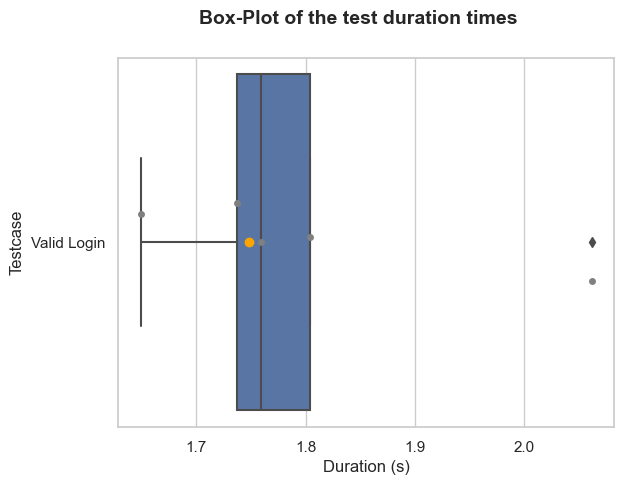 Box-Plot of the test duration times
Testcase
Valid Login
1.7 1.8 1.9 2.0
Duration (s)